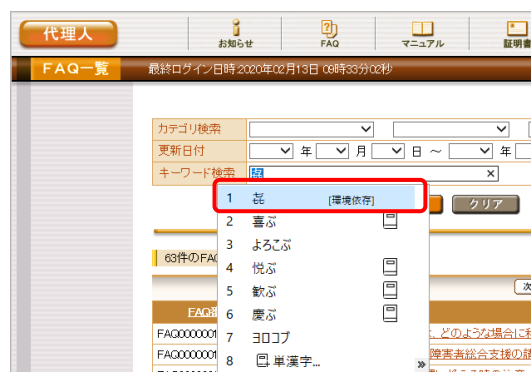 代理人
お知らせ
FAQ
マニュアル
証明書
FAQ一覧
最終ログイン日時:2020年02月13日 09時33分02秒
カテゴリ検索
更新日付 年 月 日 ～ 年
キーワード検索 㐂
1 㐂 [環境依存]
2 喜ぶ
3 よろこぶ
4 悦ぶ
5 歓ぶ
6 慶ぶ
7 ヨロコブ
8 単漢字...
クリア
63件のFAQ
次
FAQ
FAQ0000001 、どのような場合に利
FAQ0000001 障害者総合支援の請